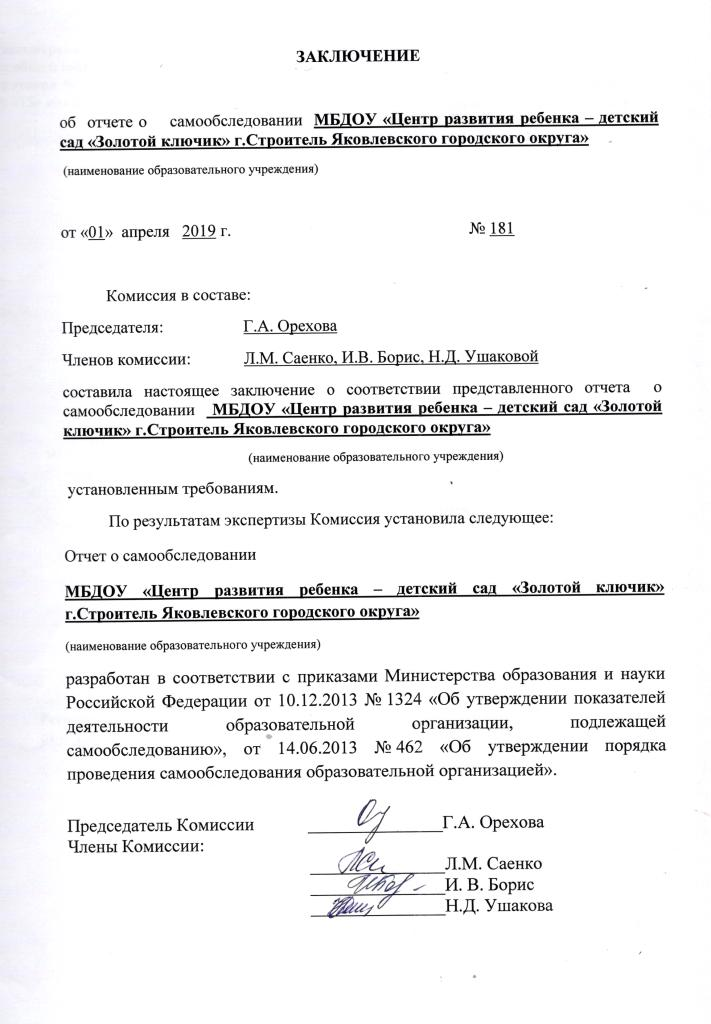 ЗАКЛЮЧЕНИЕ
об отчете о самообследовании МБДОУ «Центр развития ребенка – детский
сад «Золотой ключик» г.Строитель Яковлевского городского округа»
(наименование образовательного учреждения)
от «01» апреля 2019 г. № 181
Комиссия в составе:
Председателя: Г.А. Орехова
Членов комиссии: Л.М. Саенко, И.В. Борис, Н.Д. Ушаковой
составила настоящее заключение о соответствии представленного отчета о
самообследовании МБДОУ «Центр развития ребенка – детский сад «Золотой
ключик» г.Строитель Яковлевского городского округа»
(наименование образовательного учреждения)
установленным требованиям.
По результатам экспертизы Комиссия установила следующее:
Отчет о самообследовании
МБДОУ «Центр развития ребенка – детский сад «Золотой ключик»
г.Строитель Яковлевского городского округа»
(наименование образовательного учреждения)
разработан в соответствии с приказами Министерства образования и науки
Российской Федерации от 10.12.2013 № 1324 «Об утверждении показателей
деятельности образовательной организации, подлежащей
самообследованию», от 14.06.2013 № 462 «Об утверждении порядка
проведения самообследования образовательной организацией».
Председатель Комиссии Г.А. Орехова
Члены Комиссии:
Л.М. Саенко
И. В. Борис
Н.Д. Ушакова